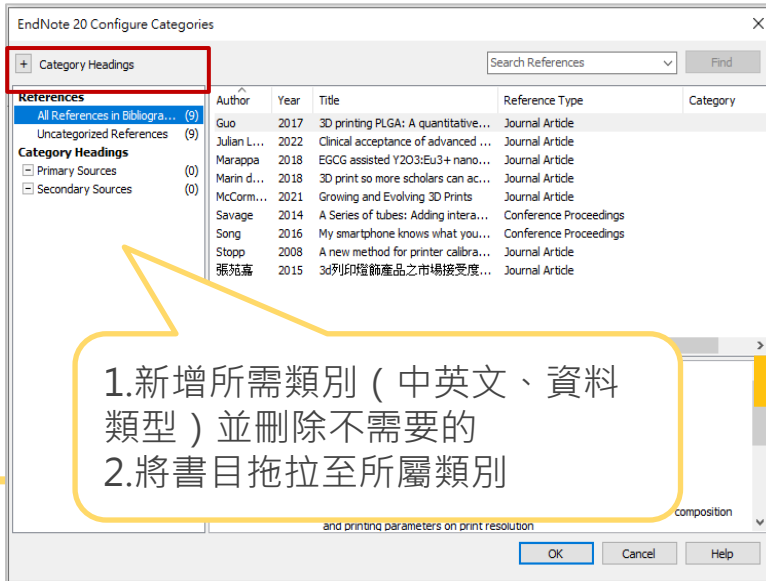 EndNote 20 Configure Categories
+ Category Headings
Search References
Find
References
All References in Bibliogra... (9)
Uncategorized References (9)
Category Headings
Primary Sources (0)
Secondary Sources (0)
Author Year Title Reference Type Category
Guo 2017 3D printing PLGA: A quantitative... Journal Article
Julian L... 2022 Clinical acceptance of advanced ... Journal Article
Marappa 2018 EGCG assisted Y2O3:Eu3+ nano... Journal Article
Marin d... 2018 3D print so more scholars can ac... Journal Article
McCorm... 2021 Growing and Evolving 3D Prints Journal Article
Savage 2014 A Series of tubes: Adding intera... Conference Proceedings
Song 2016 My smartphone knows what you... Conference Proceedings
Stopp 2008 A new method for printer calibra... Journal Article
張苑嘉 2015 3d列印燈飾產品之市場接受度... Journal Article
1.新增所需類別（中英文、資料
類型）並刪除不需要的
2.將書目拖拉至所屬類別
composition
and printing parameters on print resolution
OK
Cancel
Help